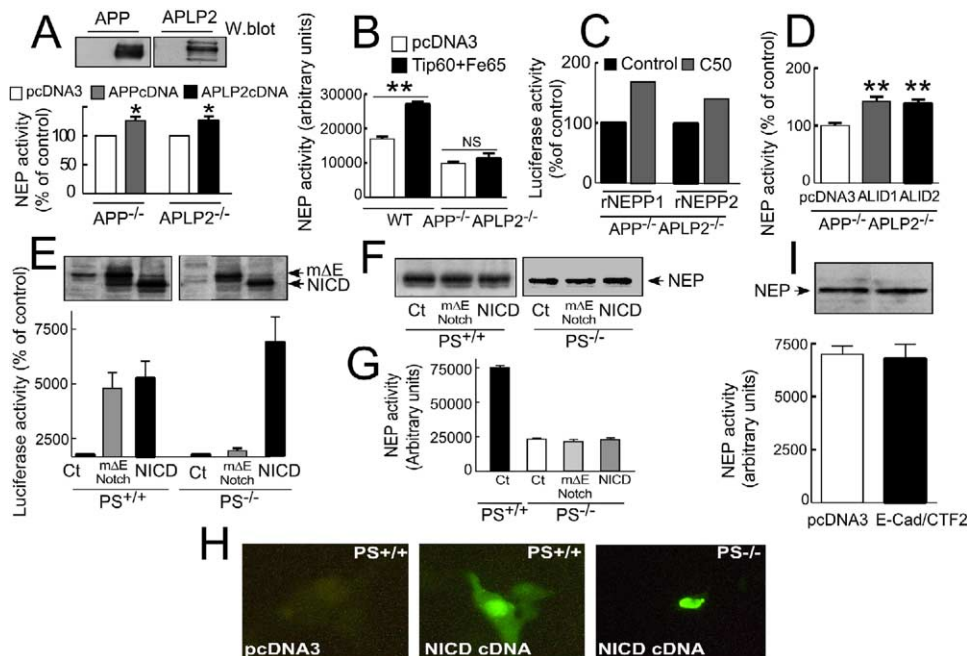 A
APP
APLP2
W.blot
pcDNA3
APPcDNA
APLP2cDNA
NEP activity
(% of control)
100
50
*
*
APP-/-
APLP2-/-
B
pcDNA3
Tip60+Fe65
NEP activity (arbitrary units)
30000
20000
10000
**
NS
WT
APP-/- APLP2-/-
C
Control
C50
Luciferase activity
(%of control)
200
150
100
50
0
rNEPP1
rNEPP2
APP-/- APLP2-/-
D
NEP activity (% of control)
200
150
100
50
0
**
**
pcDNA3
ALID1
ALID2
APP-/- APLP2-/-
E
mΔE
NICD
Luciferase activity (% of control)
7500
5000
2500
Ct
mΔE
Notch
NICD
PS+/+
Ct
mΔE
Notch
NICD
PS-/-
F
NEP
Ct
mΔE
Notch
NICD
PS+/+
Ct
mΔE
Notch
NICD
PS-/-
G
NEP activity
(Arbitrary units)
75000
50000
25000
0
Ct
PS+/+
Ct
mΔE
Notch
NICD
PS-/-
I
NEP
NEP activity
(arbitrary units)
7500
5000
2500
0
pcDNA3
E-Cad/CTF2
H
PS+/+
pcDNA3
PS+/+
NICD cDNA
PS-/-
NICD cDNA